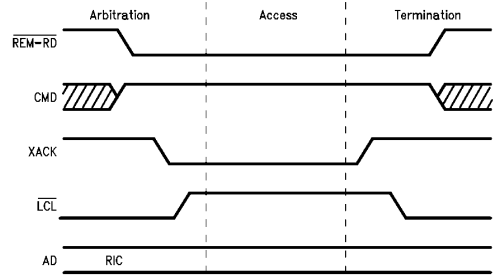 Arbitration Access Termination
REM-RD
CMD
XACK
LCL
AD RIC